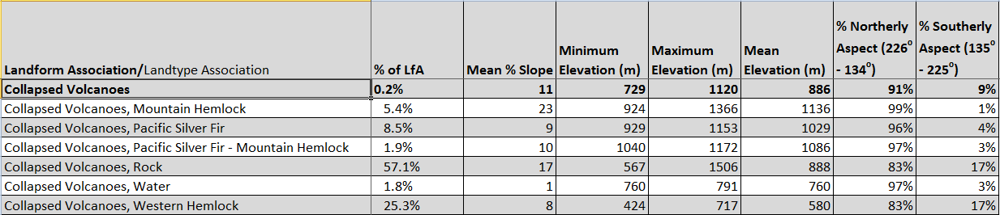 Landform Association/Landtype Association % of LfA Mean % Slope Minimum Elevation (m) Maximum Elevation (m) Mean Elevation (m) % Northerly Aspect (226° - 134°) % Southerly Aspect (135° - 225°)
Collapsed Volcanoes 0.2% 11 729 1120 886 91% 9%
Collapsed Volcanoes, Mountain Hemlock 5.4% 23 924 1366 1136 99% 1%
Collapsed Volcanoes, Pacific Silver Fir 8.5% 9 929 1153 1029 96% 4%
Collapsed Volcanoes, Pacific Silver Fir - Mountain Hemlock 1.9% 10 1040 1172 1086 97% 3%
Collapsed Volcanoes, Rock 57.1% 17 567 1506 888 83% 17%
Collapsed Volcanoes, Water 1.8% 1 760 791 760 97% 3%
Collapsed Volcanoes, Western Hemlock 25.3% 8 424 717 580 83% 17%